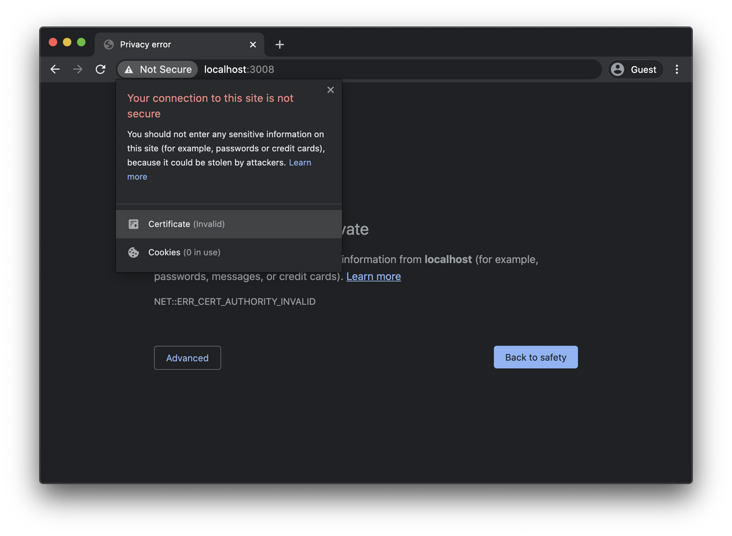 Privacy error
Not Secure localhost:3008
Guest
Your connection to this site is not
secure
You should not enter any sensitive information on
this site (for example, passwords or credit cards),
because it could be stolen by attackers. Learn
more
Certificate (Invalid)
Cookies (0 in use)
vate
information from localhost (for example,
passwords, messages, or credit cards). Learn more
NET::ERR_CERT_AUTHORITY_INVALID
Advanced
Back to safety